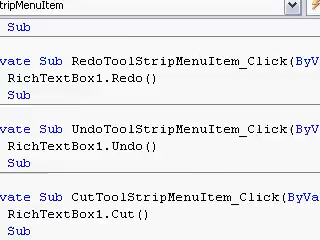 tripMenuItem
Sub
vate Sub RedoToolStripMenuItem_Click(ByV
RichTextBox1.Redo()
Sub
vate Sub UndoToolStripMenuItem_Click(ByV
RichTextBox1.Undo()
Sub
vate Sub CutToolStripMenuItem_Click(ByVa
RichTextBox1.Cut()
Sub